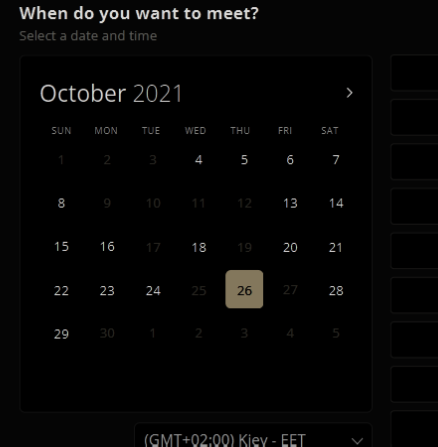 When do you want to meet?
Select a date and time
October 2021
SUN MON TUE WED THU FRI SAT
1 2 3 4 5 6 7
8 9 10 11 12 13 14
15 16 17 18 19 20 21
22 23 24 25 26 27 28
29 30 1 2 3 4 5
(GMT+02:00) Kiev - EET